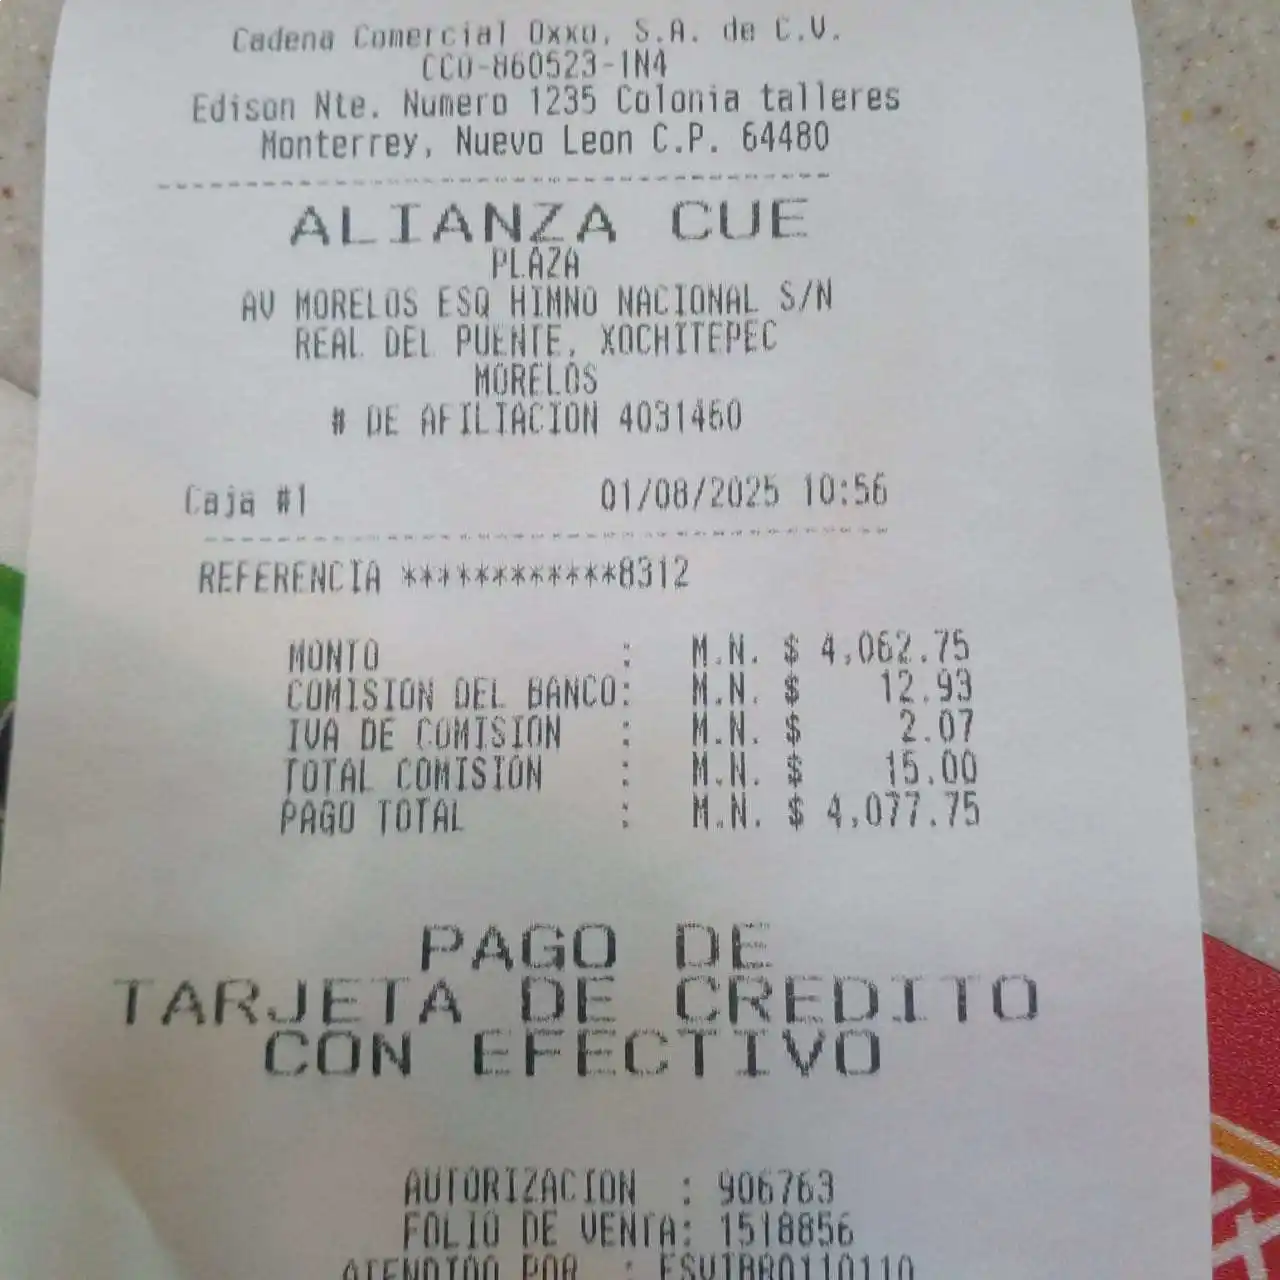 Cadena Comercial Oxxo, S.A. de C.V.
CCO-860523-1N4
Edison Nte. Numero 1235 Colonia talleres
Monterrey, Nuevo Leon C.P. 64480
ALIANZA CUE
PLAZA
AV MORELOS ESQ HIMNO NACIONAL S/N
REAL DEL PUENTE, XOCHITEPEC
MORELOS
# DE AFILIACION 4031460
Caja #1 01/08/2025 10:56
REFERENCIA ************8312
MONTO : M.N. $ 4,062.75
COMISION DEL BANCO: M.N. $ 12.93
IVA DE COMISION : M.N. $ 2.07
TOTAL COMISION : M.N. $ 15.00
PAGO TOTAL : M.N. $ 4,077.75
PAGO DE
TARJETA DE CREDITO
CON EFECTIVO
AUTORIZACION : 906763
FOLIO DE VENTA: 1518856
ATENDIDO POR :